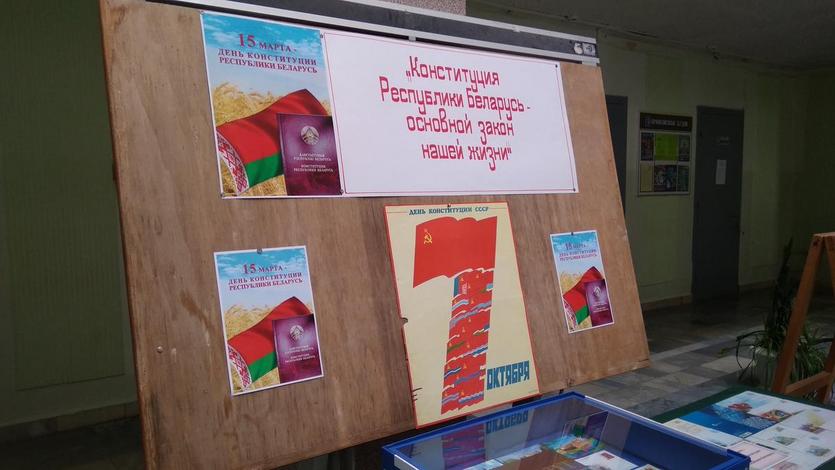 15 МАРТА -
ДЕНЬ КОНСТИТУЦИИ
РЕСПУБЛИКИ БЕЛАРУСЬ
"Конституция
Республики Беларусь -
основной закон
нашей жизни"
15 МАРТА -
ДЕНЬ КОНСТИТУЦИИ
РЕСПУБЛИКИ БЕЛАРУСЬ
ДЕНЬ КОНСТИТУЦИИ СССР
7
ОКТЯБРЯ
15 МАРТА -
ДЕНЬ КОНСТИТУЦИИ
РЕСПУБЛИКИ БЕЛАРУСЬ